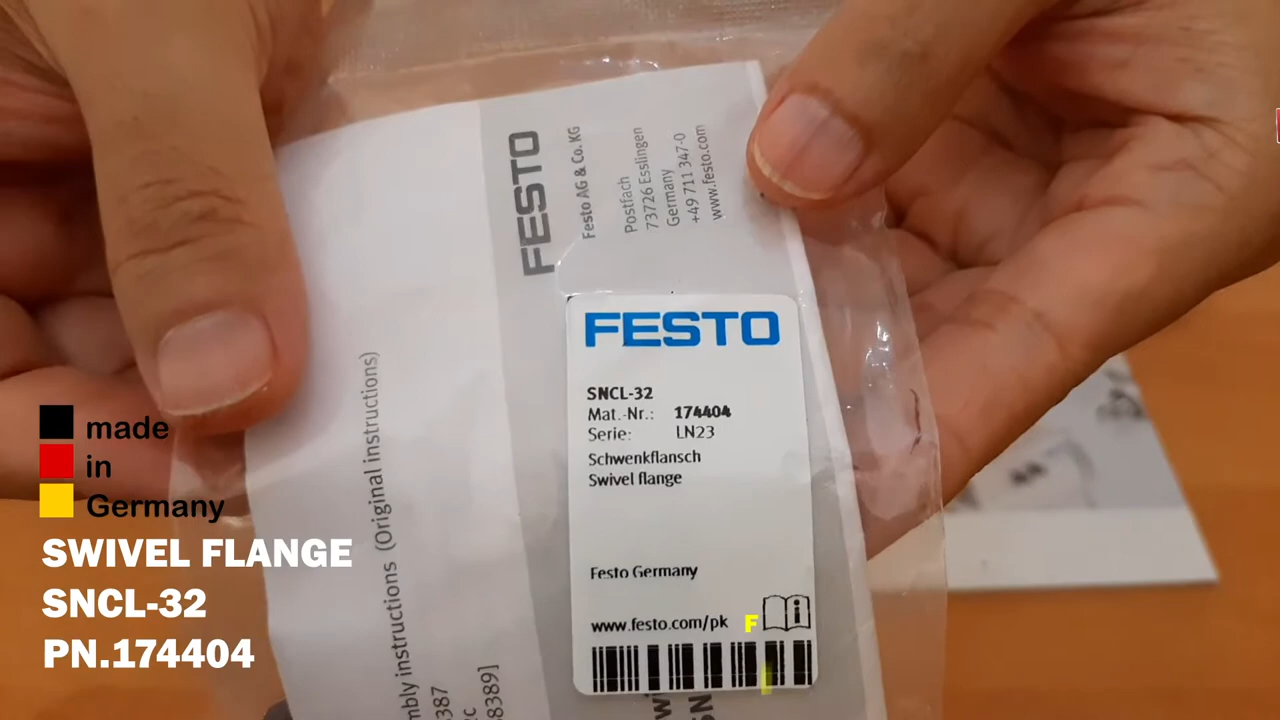 FESTO
Festo AG & Co. KG
Postfach
73726 Esslingen
Germany
+49 711 347-0
www.festo.com
(Original instructions)
instructions
8389]
FESTO
SNCL-32
Mat.-Nr.: 174404
Serie: LN23
Schwenkflansch
Swivel flange
Festo Germany
www.festo.com/pk
F
made
in
Germany
SWIVEL FLANGE
SNCL-32
PN.174404